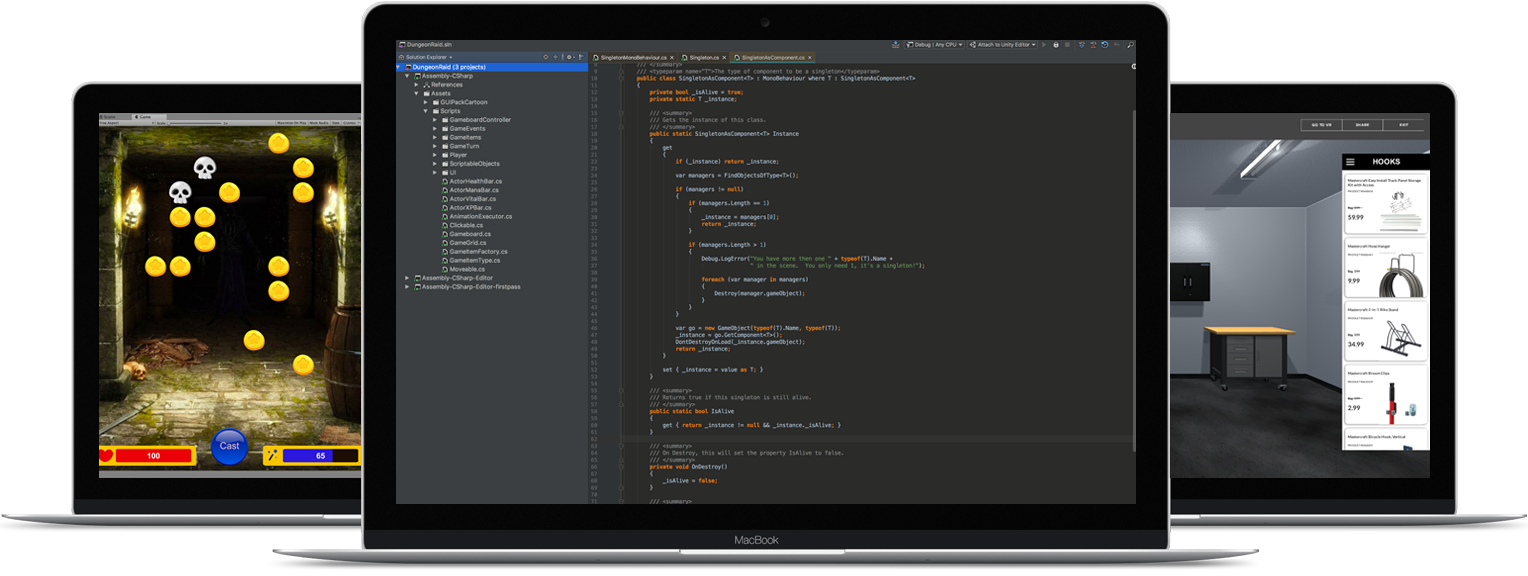 Scene
Game
Free Aspect
Scale
1x
Maximize On Play
Mute Audio
Stats
Gizmos
Cast
100
65
DungeonRaid.sln
Debug | Any CPU
Attach to Unity Editor
Solution Explorer
SingletonMonoBehaviour.cs
Singleton.cs
SingletonAsComponent.cs
DungeonRaid (3 projects)
Assembly-CSharp
References
Assets
GUIPackCartoon
Scripts
GameboardController
GameEvents
GameItems
GameTurn
Player
ScriptableObjects
UI
ActorHealthBar.cs
ActorManaBar.cs
ActorVitalBar.cs
ActorXPBar.cs
AnimationExecutor.cs
Clickable.cs
Gameboard.cs
GameGrid.cs
GameItemFactory.cs
GameItemType.cs
Moveable.cs
Assembly-CSharp-Editor
Assembly-CSharp-Editor-firstpass
/// </summary>
/// <typeparam name="T">The type of component to be a singleton</typeparam>
public class SingletonAsComponent<T> : MonoBehaviour where T : SingletonAsComponent<T>
{
private bool _isAlive = true;
private static T _instance;
/// <summary>
/// Gets the instance of this class.
/// </summary>
public static SingletonAsComponent<T> Instance
{
get
{
if (_instance) return _instance;
var managers = FindObjectsOfType<T>();
if (managers != null)
{
if (managers.Length == 1)
{
_instance = managers[0];
return _instance;
}
if (managers.Length > 1)
{
Debug.LogError("You have more then one " + typeof(T).Name +
" in the scene.  You only need 1, it's a singleton!");
foreach (var manager in managers)
{
Destroy(manager.gameObject);
}
}
}
var go = new GameObject(typeof(T).Name, typeof(T));
_instance = go.GetComponent<T>();
DontDestroyOnLoad(_instance.gameObject);
return _instance;
}
set { _instance = value as T; }
}
/// <summary>
/// Returns true if this singleton is still alive.
/// </summary>
public static bool IsAlive
{
get { return _instance != null && _instance._isAlive; }
}
/// <summary>
/// On Destroy, this will set the property IsAlive to false.
/// </summary>
private void OnDestroy()
{
_isAlive = false;
}
/// <summary>
MacBook
GO TO VR
SHARE
EXIT
HOOKS
Mastercraft Easy Install Track Panel Storage
Kit with Access
59.99
Mastercraft Hose Hanger
9.99
Mastercraft 3-in-1 Bike Stand
34.99
Mastercraft Broom Clips
2.99
Mastercraft Bicycle Hook, Vertical